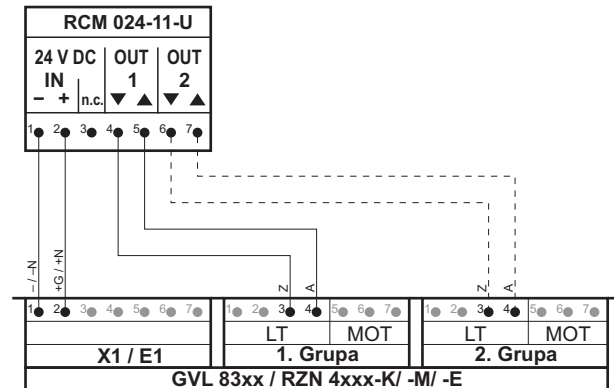 RCM 024-11-U
24 V DC OUT OUT
IN 1 2
– + n.c. ▼ ▲ ▼ ▲
1 2 3 4 5 6 7
– / –N +G / +N Z A Z A
1 2 3 4 5 6 7 1 2 3 4 5 6 7 1 2 3 4 5 6 7
LT MOT LT MOT
X1 / E1 1. Grupa 2. Grupa
GVL 83xx / RZN 4xxx-K/ -M/ -E